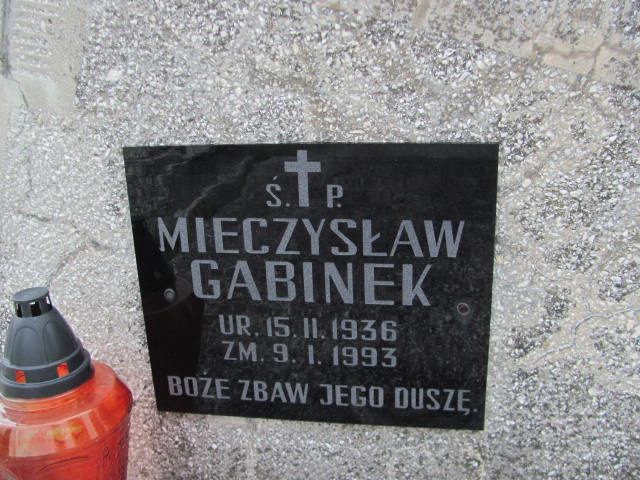 Ś. P.
MIECZYSŁAW
GABINEK
UR. 15. II. 1936
ZM. 9. I. 1993
BOŻE ZBAW JEGO DUSZĘ.